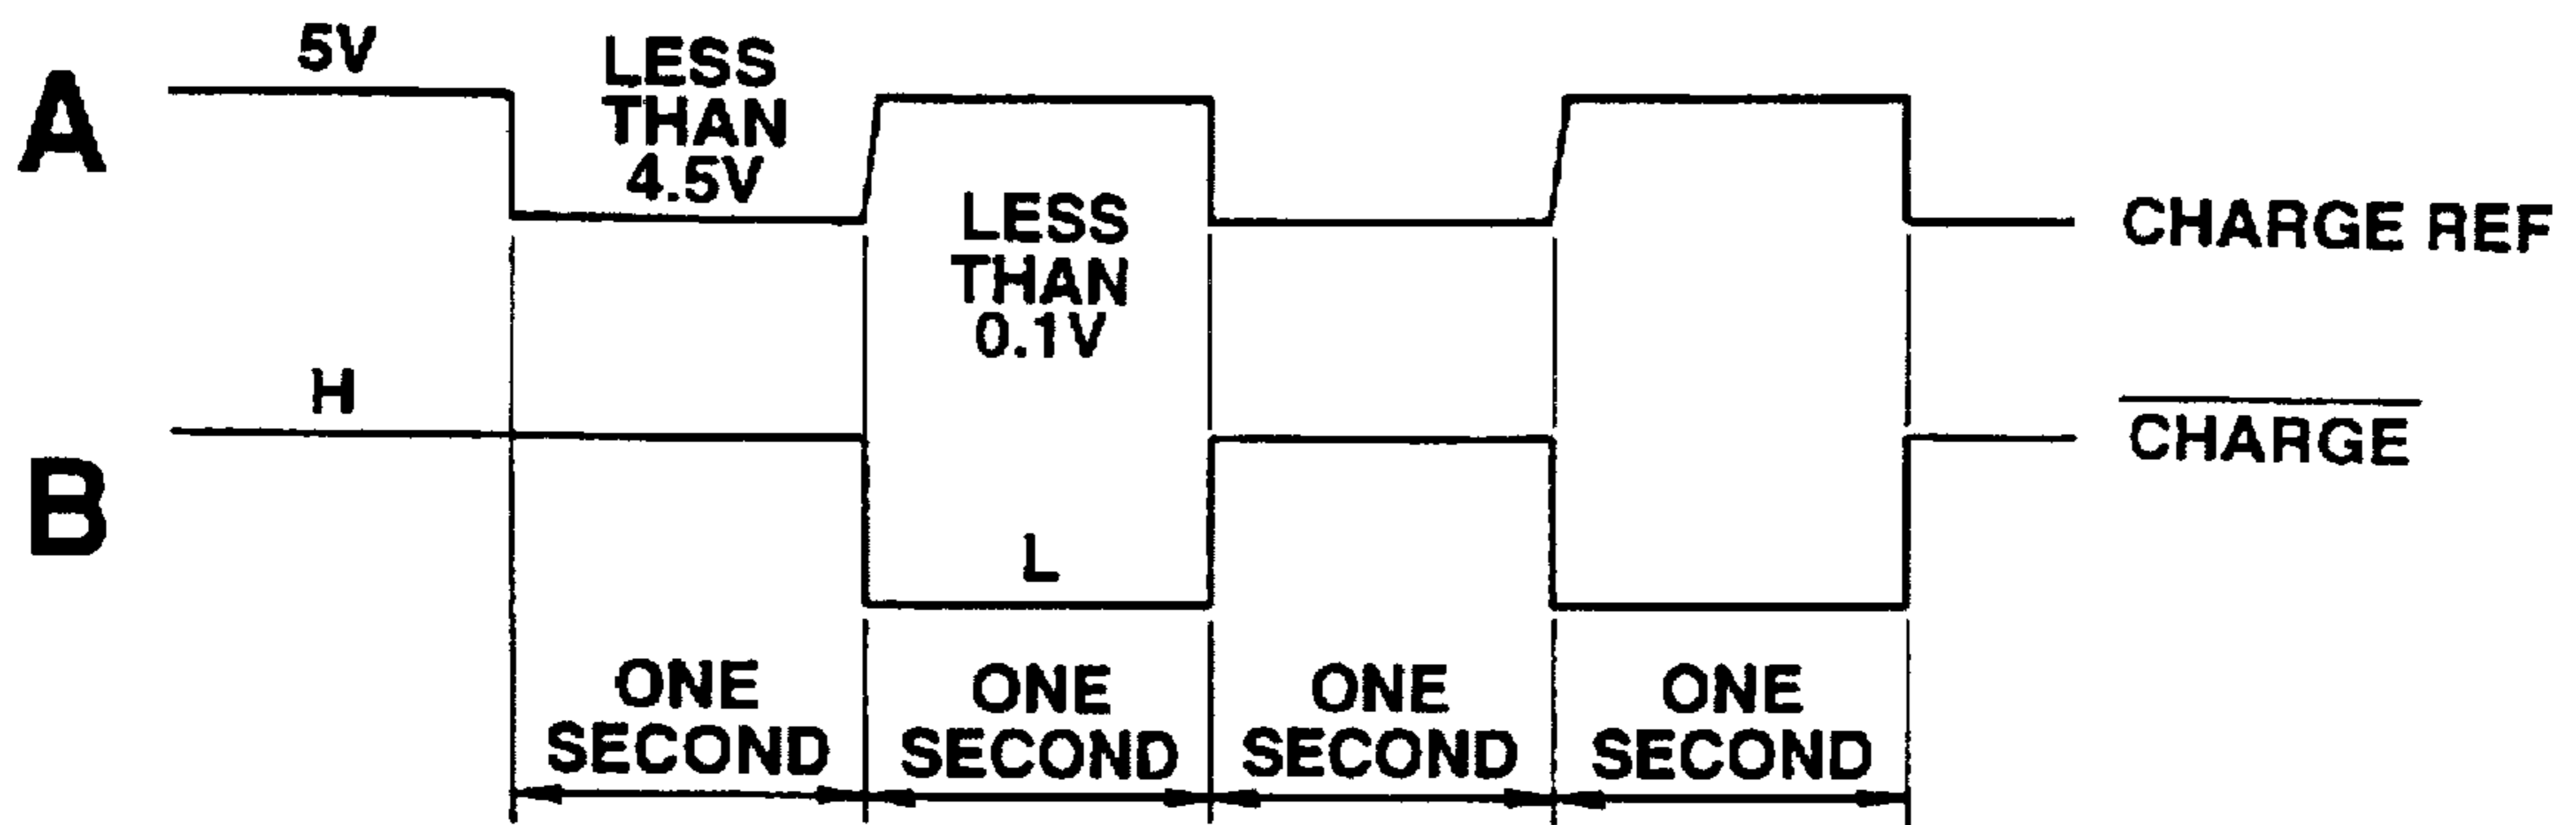 A
5V
LESS
THAN
4.5V
LESS
THAN
0.1V
CHARGE REF
B
H
L
CHARGE
ONE
SECOND
ONE
SECOND
ONE
SECOND
ONE
SECOND